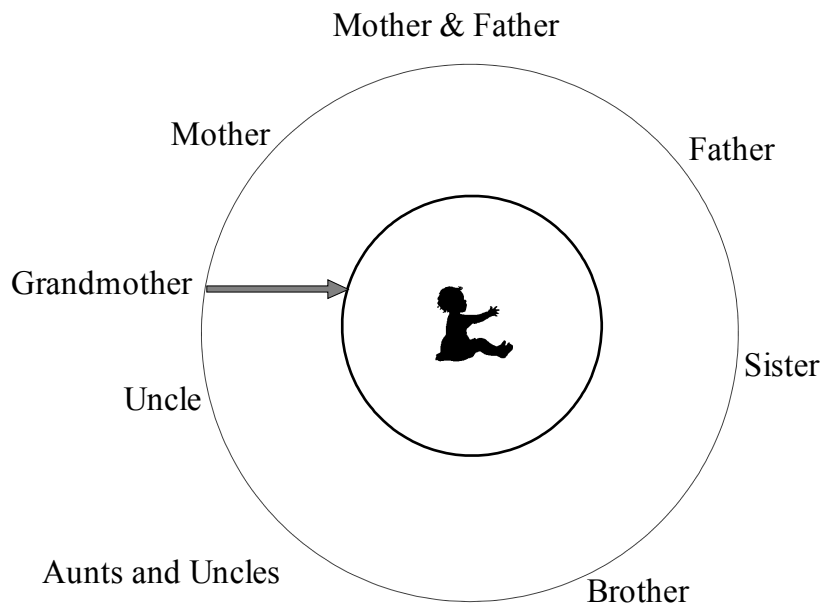 Mother & Father
Mother
Father
Grandmother
Sister
Uncle
Aunts and Uncles
Brother